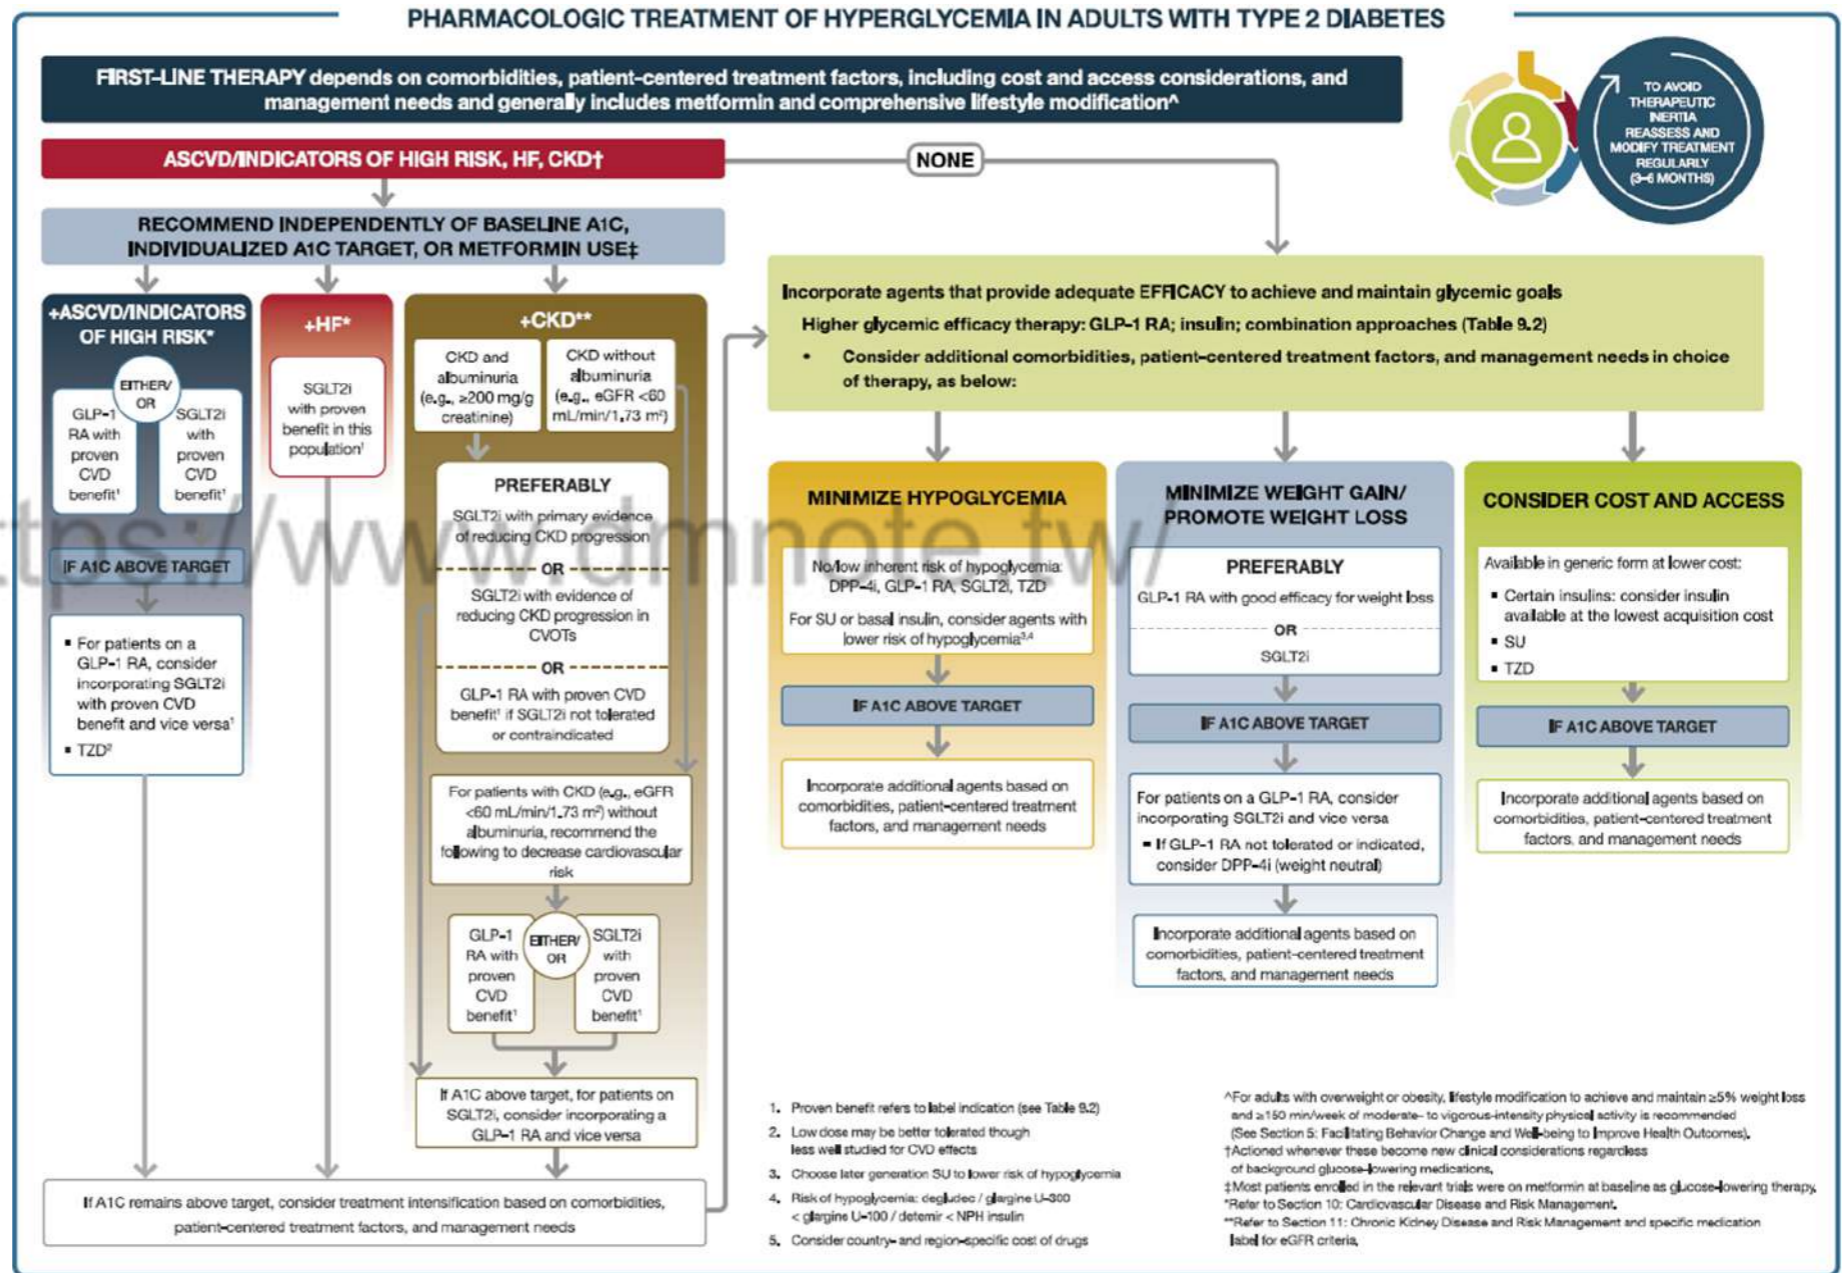 PHARMACOLOGIC TREATMENT OF HYPERGLYCEMIA IN ADULTS WITH TYPE 2 DIABETES
FIRST-LINE THERAPY depends on comorbidities, patient-centered treatment factors, including cost and access considerations, and
management needs and generally includes metformin and comprehensive lifestyle modification^
TO AVOID
THERAPEUTIC
INERTIA
REASSESS AND
MODIFY TREATMENT
REGULARLY
(3–6 MONTHS)
ASCVD/INDICATORS OF HIGH RISK, HF, CKD†
NONE
RECOMMEND INDEPENDENTLY OF BASELINE A1C,
INDIVIDUALIZED A1C TARGET, OR METFORMIN USE‡
+ASCVD/INDICATORS
OF HIGH RISK*
EITHER/
OR
GLP-1
RA with
proven
CVD
benefit¹
SGLT2i
with
proven
CVD
benefit¹
IF A1C ABOVE TARGET
▪ For patients on a
GLP-1 RA, consider
incorporating SGLT2i
with proven CVD
benefit and vice versa¹
▪ TZD²
+HF*
SGLT2i
with proven
benefit in this
population¹
+CKD**
CKD and
albuminuria
(e.g., ≥200 mg/g
creatinine)
CKD without
albuminuria
(e.g., eGFR <60
mL/min/1.73 m²)
PREFERABLY
SGLT2i with primary evidence
of reducing CKD progression
OR
SGLT2i with evidence of
reducing CKD progression in
CVOTs
OR
GLP-1 RA with proven CVD
benefit¹ if SGLT2i not tolerated
or contraindicated
For patients with CKD (e.g., eGFR
<60 mL/min/1.73 m²) without
albuminuria, recommend the
following to decrease cardiovascular
risk
GLP-1
RA with
proven
CVD
benefit¹
EITHER/
OR
SGLT2i
with
proven
CVD
benefit¹
If A1C above target, for patients on
SGLT2i, consider incorporating a
GLP-1 RA and vice versa
If A1C remains above target, consider treatment intensification based on comorbidities,
patient-centered treatment factors, and management needs
Incorporate agents that provide adequate EFFICACY to achieve and maintain glycemic goals
Higher glycemic efficacy therapy: GLP-1 RA; insulin; combination approaches (Table 9.2)
• Consider additional comorbidities, patient-centered treatment factors, and management needs in choice
of therapy, as below:
MINIMIZE HYPOGLYCEMIA
No/low inherent risk of hypoglycemia:
DPP-4i, GLP-1 RA, SGLT2i, TZD
For SU or basal insulin, consider agents with
lower risk of hypoglycemia³,⁴
IF A1C ABOVE TARGET
Incorporate additional agents based on
comorbidities, patient-centered treatment
factors, and management needs
MINIMIZE WEIGHT GAIN/
PROMOTE WEIGHT LOSS
PREFERABLY
GLP-1 RA with good efficacy for weight loss
OR
SGLT2i
IF A1C ABOVE TARGET
For patients on a GLP-1 RA, consider
incorporating SGLT2i and vice versa
▪ If GLP-1 RA not tolerated or indicated,
consider DPP-4i (weight neutral)
Incorporate additional agents based on
comorbidities, patient-centered treatment
factors, and management needs
CONSIDER COST AND ACCESS
Available in generic form at lower cost:
▪ Certain insulins: consider insulin
available at the lowest acquisition cost
▪ SU
▪ TZD
IF A1C ABOVE TARGET
Incorporate additional agents based on
comorbidities, patient-centered treatment
factors, and management needs
1. Proven benefit refers to label indication (see Table 9.2)
2. Low dose may be better tolerated though
less well studied for CVD effects
3. Choose later generation SU to lower risk of hypoglycemia
4. Risk of hypoglycemia: degludec / glargine U-300
< glargine U-100 / detemir < NPH insulin
5. Consider country- and region-specific cost of drugs
^For adults with overweight or obesity, lifestyle modification to achieve and maintain ≥5% weight loss
and ≥150 min/week of moderate- to vigorous-intensity physical activity is recommended
(See Section 5: Facilitating Behavior Change and Well-being to Improve Health Outcomes).
†Actioned whenever these become new clinical considerations regardless
of background glucose-lowering medications.
‡Most patients enrolled in the relevant trials were on metformin at baseline as glucose-lowering therapy.
*Refer to Section 10: Cardiovascular Disease and Risk Management.
**Refer to Section 11: Chronic Kidney Disease and Risk Management and specific medication
label for eGFR criteria.
ttps://www.dmnote.tw/